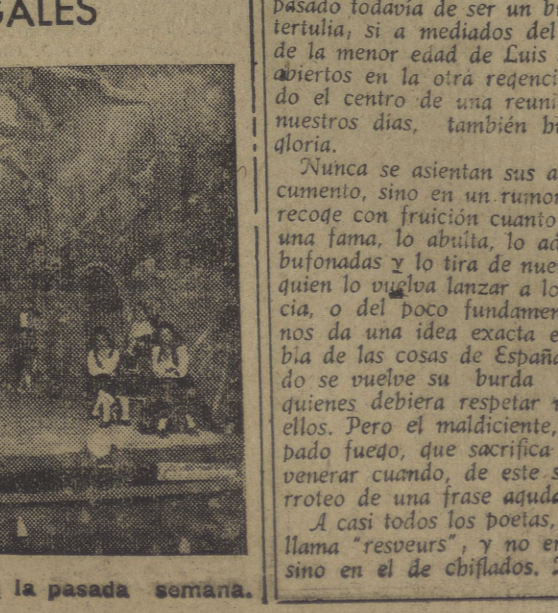 GALES
la pasada semana.
pasado todavía de ser un b
tertulia, si a mediados del
de la menor edad de Luis
abiertos en la otra regenci
do el centro de una reuni
nuestros días, también b
gloria.
Nunca se asientan sus a
cumento, sino en un rumor
recoge con fruición cuanto
una fama, lo abulta, lo ad
bufonadas y lo tira de nue
quien lo vuelva lanzar a lo
cia, o del poco fundamen
nos da una idea exacta e
bla de las cosas de España
do se vuelve su burda
quienes debiera respetar
ellos. Pero el maldiciente,
pado fuego, que sacrifica
venerar cuando, de este s
rroteo de una frase aguda
A casi todos los poetas,
llama "resveurs", y no en
sino en el de chiflados.